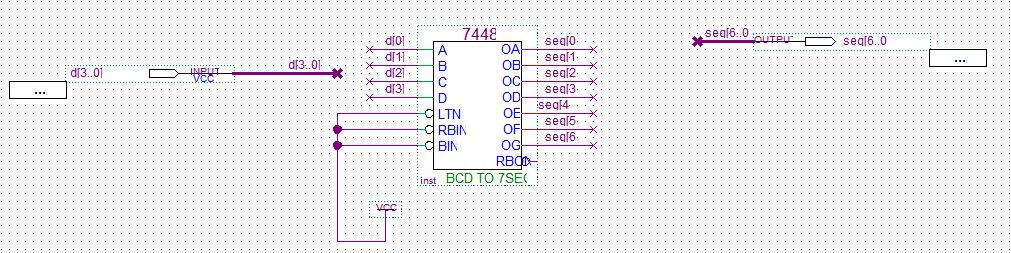 7448
d[0]
A
OA
seg[0
d[1]
B
OB
seg[1
d[2]
C
OC
seg[2
d[3]
D
OD
seg[3
LTN
OE
seg[4
RBIN
OF
seg[5
BIN
OG
seg[6
RBO
inst
BCD TO 7SEG
VCC
d[3..0]
INPUT
VCC
d[3..0]
...
seg[6..0
OUTPUT
seg[6..0
...